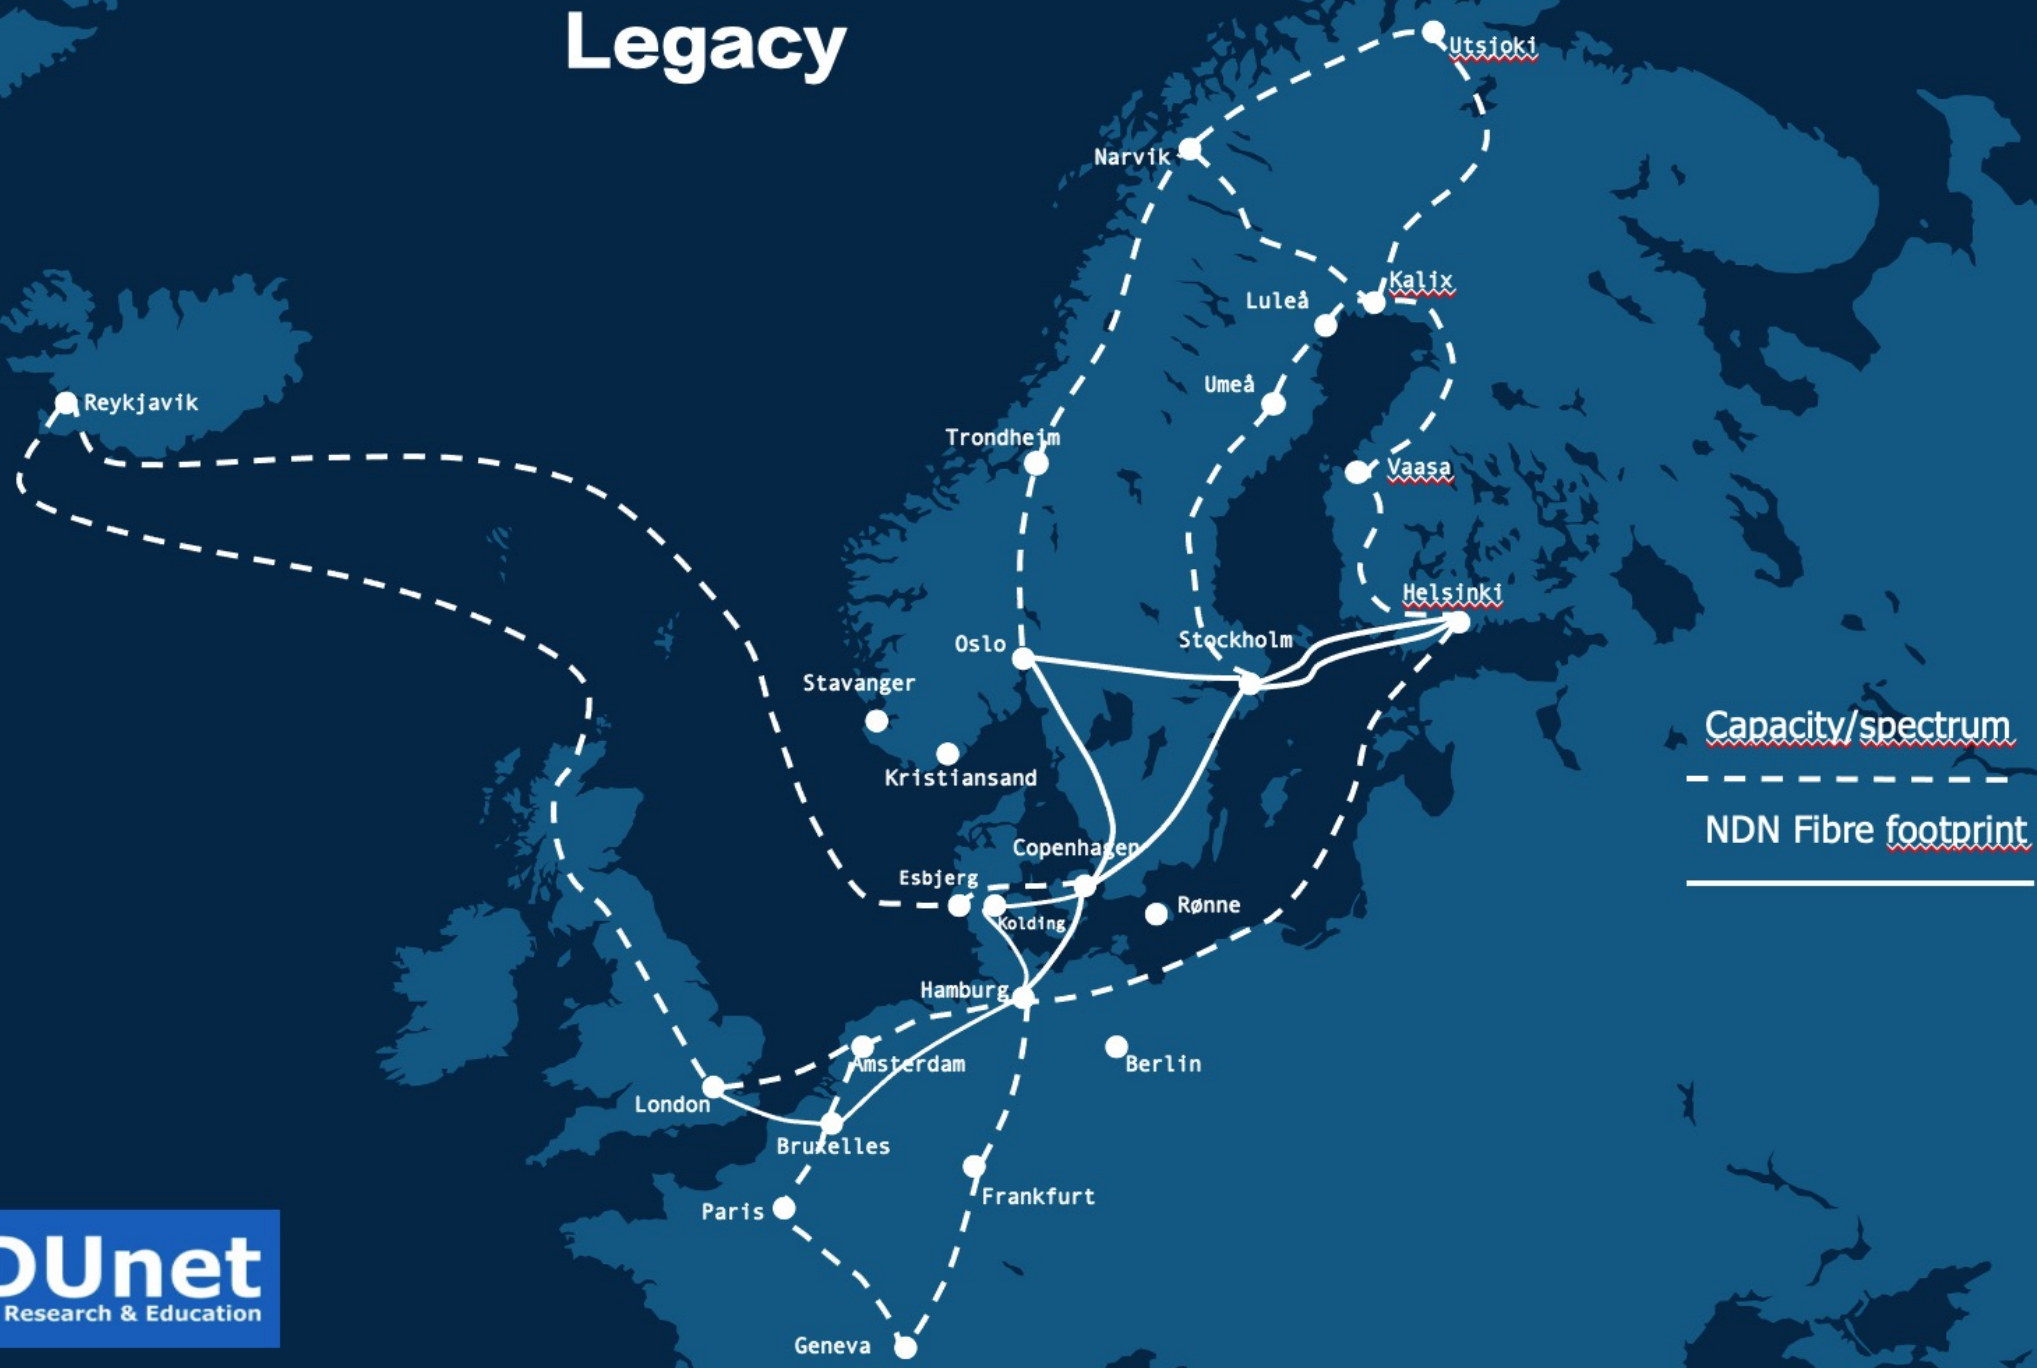 Legacy
Utsjoki
Narvik
Kalix
Luleå
Umeå
Reykjavik
Trondheim
Vaasa
Helsinki
Stockholm
Oslo
Stavanger
Kristiansand
Capacity/spectrum
NDN Fibre footprint
Copenhagen
Esbjerg
Kolding
Rønne
Hamburg
Amsterdam
Berlin
London
Bruxelles
Frankfurt
Paris
Geneva
DUnet
Research & Education